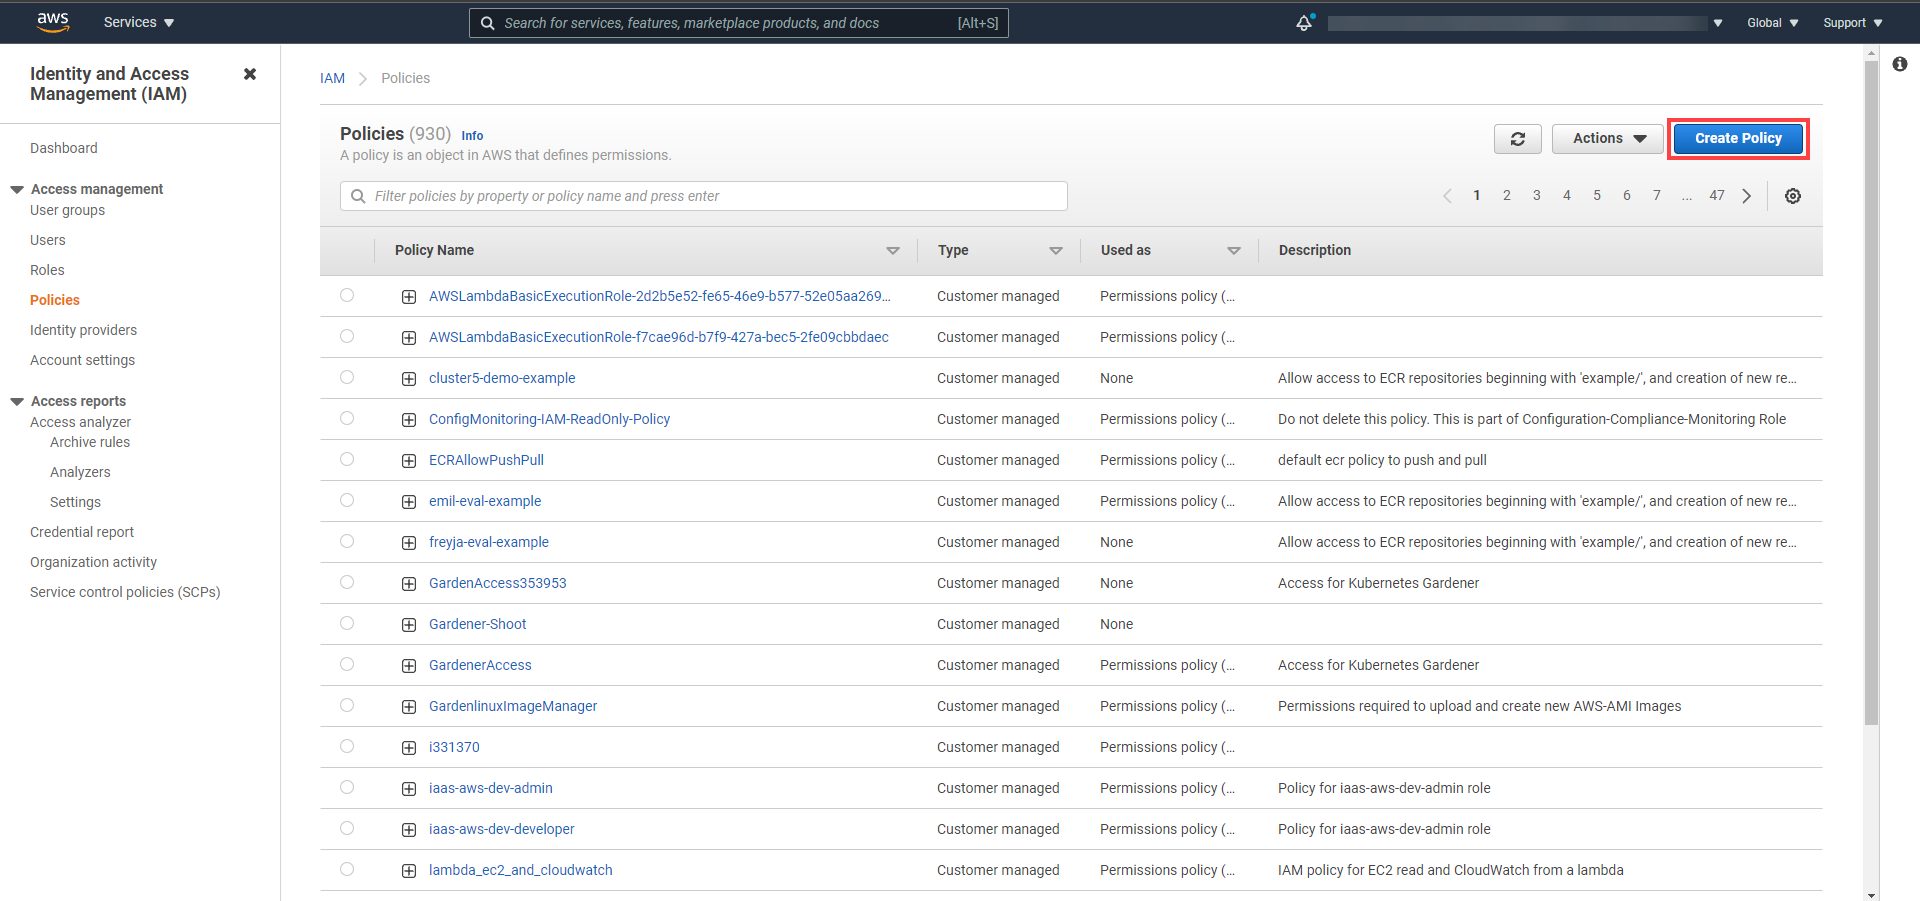 aws
Services
Search for services, features, marketplace products, and docs [Alt+S]
Global
Support
Identity and Access
Management (IAM)
Dashboard
Access management
User groups
Users
Roles
Policies
Identity providers
Account settings
Access reports
Access analyzer
Archive rules
Analyzers
Settings
Credential report
Organization activity
Service control policies (SCPs)
IAM Policies
Policies (930) Info
A policy is an object in AWS that defines permissions.
Actions
Create Policy
Filter policies by property or policy name and press enter
1 2 3 4 5 6 7 ... 47
Policy Name Type Used as Description
AWSLambdaBasicExecutionRole-2d2b5e52-fe65-46e9-b577-52e05aa269... Customer managed Permissions policy (...
AWSLambdaBasicExecutionRole-f7cae96d-b7f9-427a-bec5-2fe09cbbdaec Customer managed Permissions policy (...
cluster5-demo-example Customer managed None Allow access to ECR repositories beginning with 'example/', and creation of new re...
ConfigMonitoring-IAM-ReadOnly-Policy Customer managed Permissions policy (... Do not delete this policy. This is part of Configuration-Compliance-Monitoring Role
ECRAllowPushPull Customer managed Permissions policy (... default ecr policy to push and pull
emil-eval-example Customer managed Permissions policy (... Allow access to ECR repositories beginning with 'example/', and creation of new re...
freyja-eval-example Customer managed None Allow access to ECR repositories beginning with 'example/', and creation of new re...
GardenAccess353953 Customer managed None Access for Kubernetes Gardener
Gardener-Shoot Customer managed None
GardenerAccess Customer managed Permissions policy (... Access for Kubernetes Gardener
GardenlinuxImageManager Customer managed Permissions policy (... Permissions required to upload and create new AWS-AMI Images
i331370 Customer managed Permissions policy (...
iaas-aws-dev-admin Customer managed Permissions policy (... Policy for iaas-aws-dev-admin role
iaas-aws-dev-developer Customer managed Permissions policy (... Policy for iaas-aws-dev-admin role
lambda_ec2_and_cloudwatch Customer managed Permissions policy (... IAM policy for EC2 read and CloudWatch from a lambda